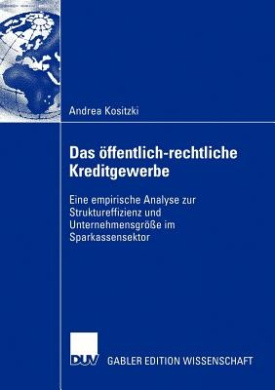 Andrea Kositzki
Das öffentlich-rechtliche
Kreditgewerbe
Eine empirische Analyse zur
Struktureffizienz und
Unternehmensgröße im
Sparkassensektor
DUV
GABLER EDITION WISSENSCHAFT